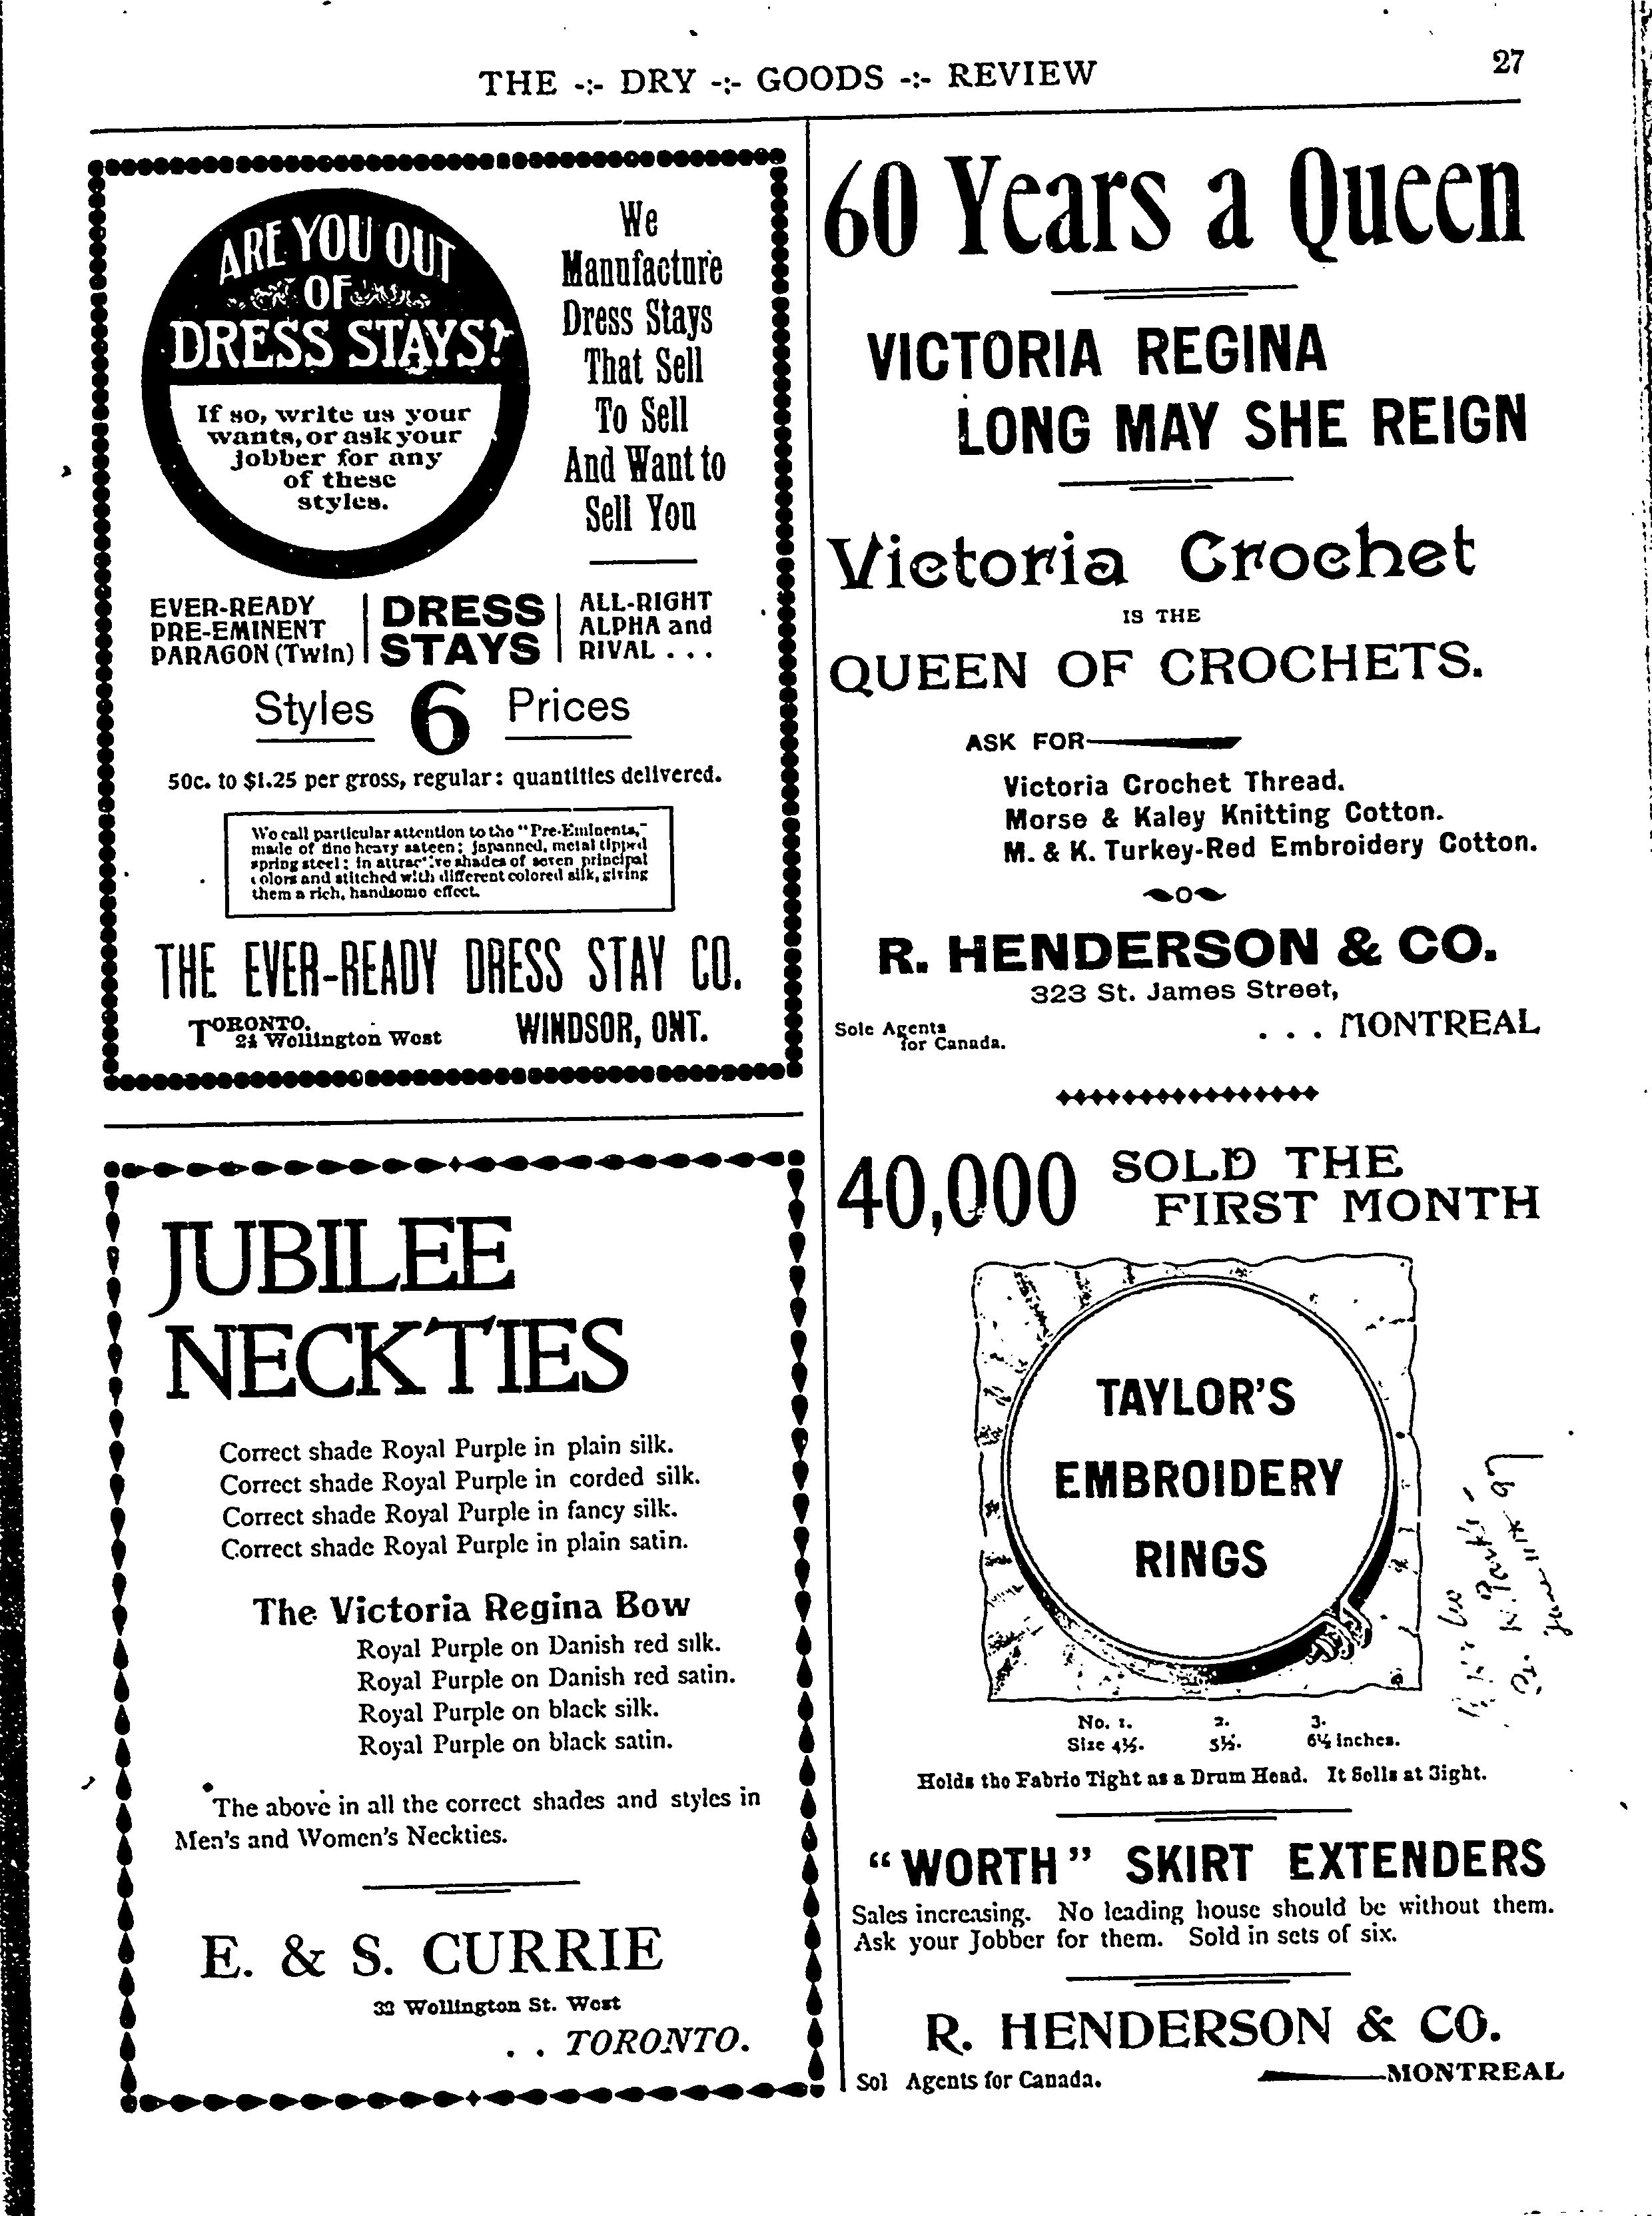 THE -:- DRY -:- GOODS -:- REVIEW
27
ARE YOU OUT
OF
DRESS STAYS?
If so, write us your
wants, or ask your
jobber for any
of these
styles.
We
Manufacture
Dress Stays
That Sell
To Sell
And Want to
Sell You
EVER-READY
PRE-EMINENT
PARAGON (Twin)
DRESS
STAYS
ALL-RIGHT
ALPHA and
RIVAL . . .
Styles 6 Prices
50c. to $1.25 per gross, regular: quantities delivered.
We call particular attention to the "Pre-Eminents,"
made of fine heavy sateen; japanned, metal tipped
spring steel; in attractive shades of seven principal
colors and stitched with different colored silk, giving
them a rich, handsome effect.
THE EVER-READY DRESS STAY CO.
TORONTO.
Wellington West
WINDSOR, ONT.
JUBILEE
NECKTIES
Correct shade Royal Purple in plain silk.
Correct shade Royal Purple in corded silk.
Correct shade Royal Purple in fancy silk.
Correct shade Royal Purple in plain satin.
The Victoria Regina Bow
Royal Purple on Danish red silk.
Royal Purple on Danish red satin.
Royal Purple on black silk.
Royal Purple on black satin.
The above in all the correct shades and styles in
Men's and Women's Neckties.
E. & S. CURRIE
Wellington St. West
. . TORONTO.
60 Years a Queen
VICTORIA REGINA
LONG MAY SHE REIGN
Victoria Crochet
IS THE
QUEEN OF CROCHETS.
ASK FOR
Victoria Crochet Thread.
Morse & Kaley Knitting Cotton.
M. & K. Turkey-Red Embroidery Cotton.
R. HENDERSON & CO.
323 St. James Street,
Sole Agents
for Canada.
. . . MONTREAL
40,000 SOLD THE
FIRST MONTH
TAYLOR'S
EMBROIDERY
RINGS
No. 1. 2. 3.
Size 4½. 5½. 6¼ inches.
Holds the Fabric Tight as a Drum Head. It Sells at Sight.
"WORTH" SKIRT EXTENDERS
Sales increasing. No leading house should be without them.
Ask your Jobber for them. Sold in sets of six.
R. HENDERSON & CO.
Sol Agents for Canada.
MONTREAL